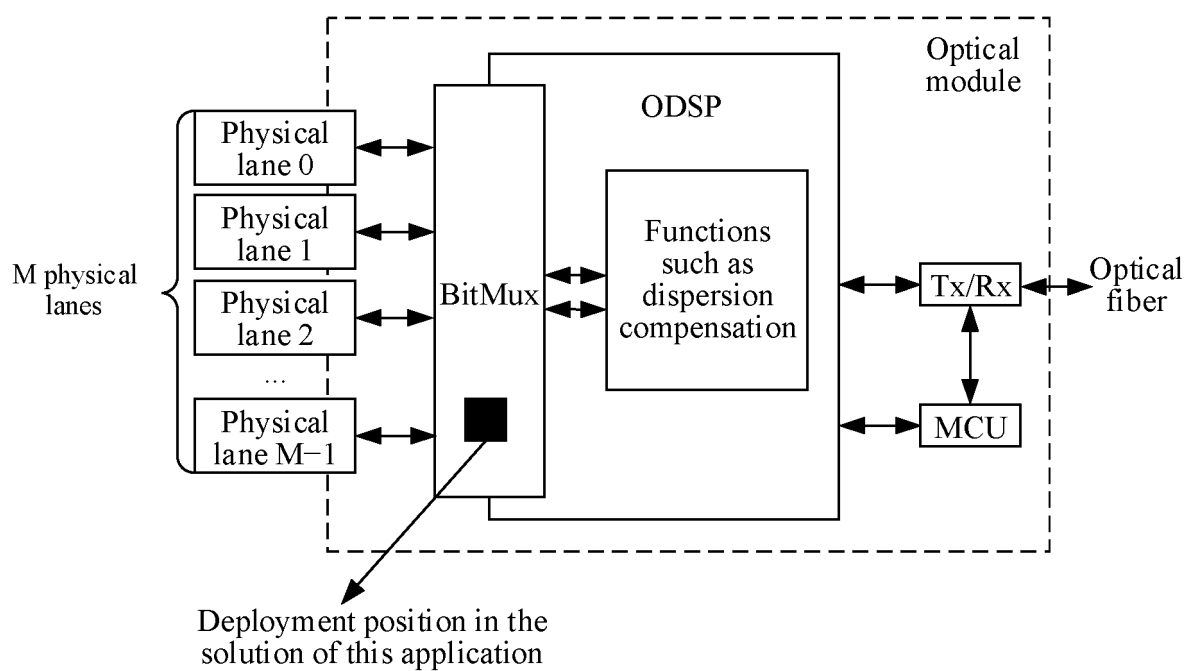 Optical
module
ODSP
Physical
lane 0
Physical
lane 1
Physical
lane 2
...
Physical
lane M−1
M physical
lanes
BitMux
Functions
such as
dispersion
compensation
Tx/Rx
MCU
Optical
fiber
Deployment position in the
solution of this application